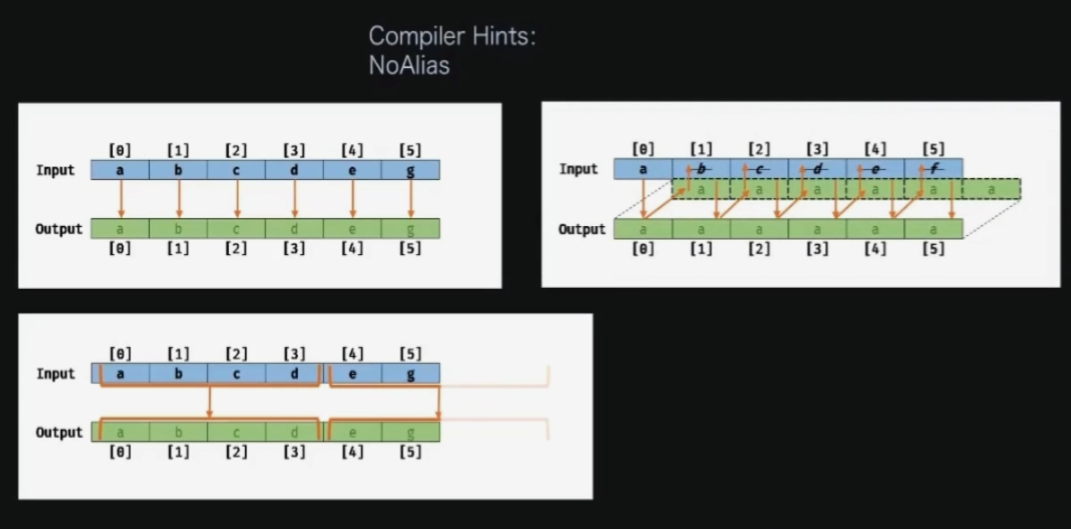 Compiler Hints:
NoAlias
[0] [1] [2] [3] [4] [5]
Input a b c d e g
Output a b c d e g
[0] [1] [2] [3] [4] [5]
[0] [1] [2] [3] [4] [5]
Input a b c d e f
a a a a a a
Output a a a a a a
[0] [1] [2] [3] [4] [5]
[0] [1] [2] [3] [4] [5]
Input a b c d e g
Output a b c d e g
[0] [1] [2] [3] [4] [5]